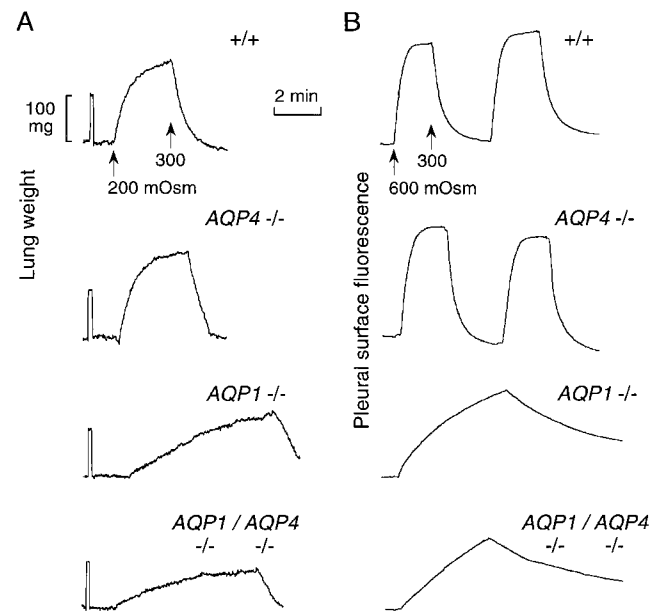 A
B
+/+
+/+
2 min
100
mg
300
200 mOsm
300
600 mOsm
Lung weight
Pleural surface fluorescence
AQP4 -/-
AQP4 -/-
AQP1 -/-
AQP1 -/-
AQP1 / AQP4
-/- -/-
AQP1 / AQP4
-/- -/-